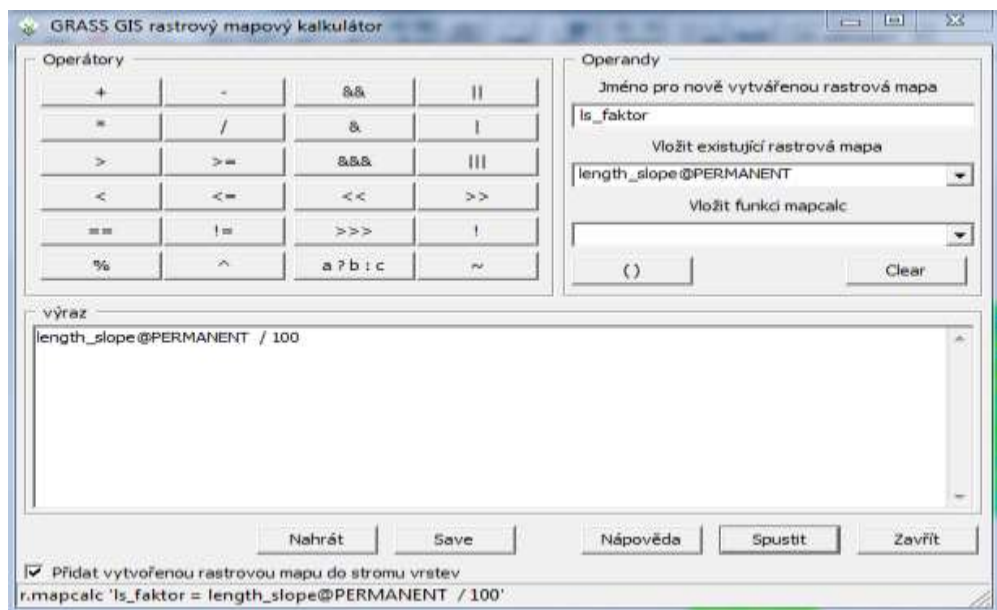 GRASS GIS rastrový mapový kalkulátor
Operátory
+ - && ||
* / & |
> >= &&& |||
< <= << >>
== != >>> !
% ^ a?b:c ~
Operandy
Jméno pro nově vytvářenou rastrová mapa
ls_faktor
Vložit existující rastrová mapa
length_slope@PERMANENT
Vložit funkci mapcalc
() Clear
výraz
length_slope@PERMANENT / 100
Nahrát Save Nápověda Spustit Zavřít
Přidat vytvořenou rastrovou mapu do stromu vrstev
r.mapcalc 'ls_faktor = length_slope@PERMANENT / 100'